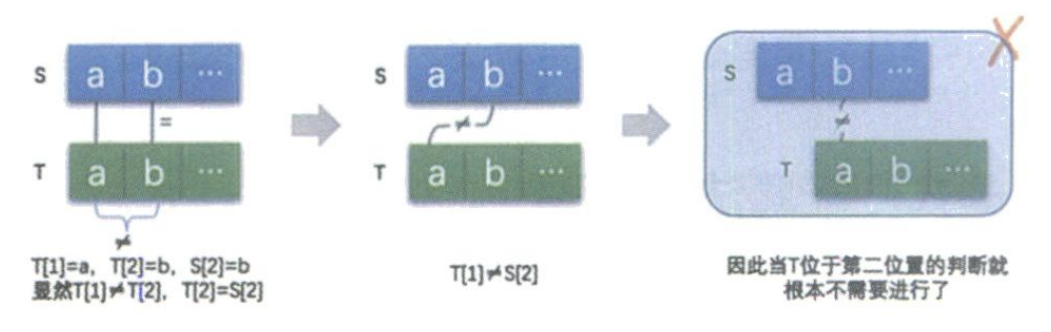 S a b ...
=
T a b ...
≠
T[1]=a, T[2]=b, S[2]=b
显然T[1]≠T[2], T[2]=S[2]
S a b ...
≠
T a b ...
T[1]≠S[2]
S a b ...
≠
T a b ...
因此当T位于第二位置的判断就
根本不需要进行了